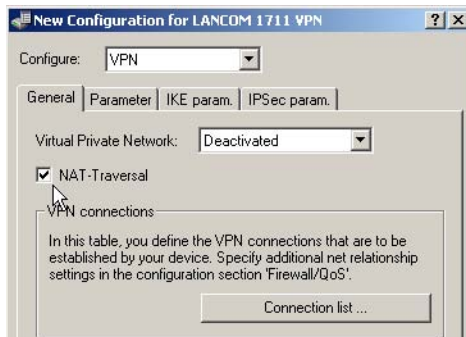 New Configuration for LANCOM 1711 VPN
Configure: VPN
General Parameter IKE param. IPSec param.
Virtual Private Network: Deactivated
NAT-Traversal
VPN connections
In this table, you define the VPN connections that are to be
established by your device. Specify additional net relationship
settings in the configuration section 'Firewall/QoS'.
Connection list ...